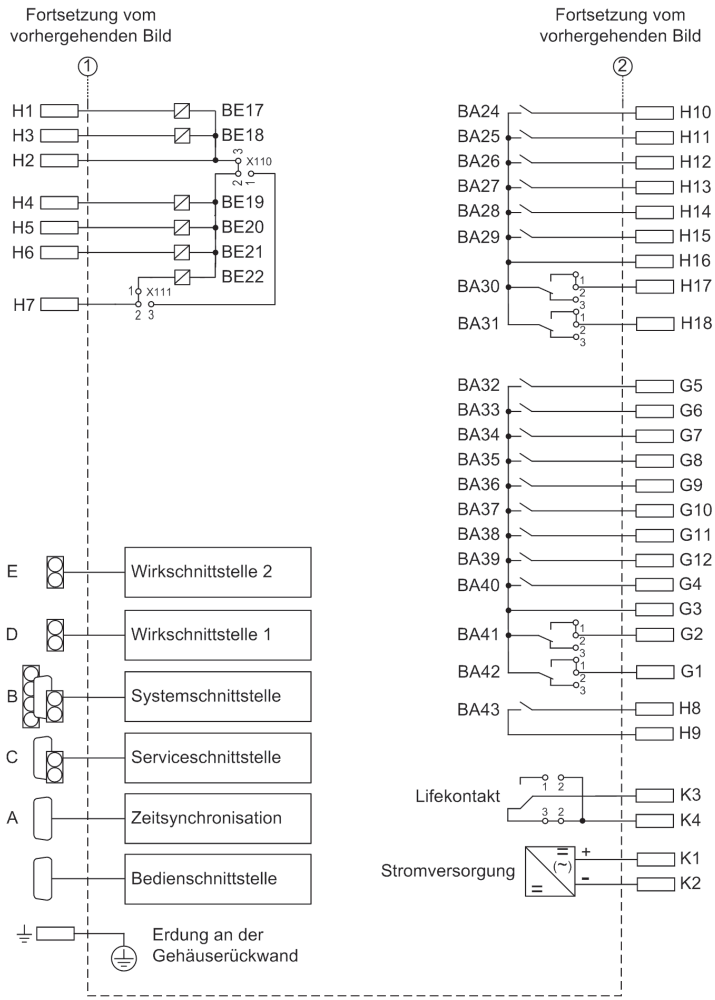 Fortsetzung vom
vorhergehenden Bild
1
H1 BE17
H3 BE18
H2
3
X110
2 1
H4 BE19
H5 BE20
H6 BE21
BE22
1 X111
H7
2 3
E Wirkschnittstelle 2
D Wirkschnittstelle 1
B Systemschnittstelle
C Serviceschnittstelle
A Zeitsynchronisation
Bedienschnittstelle
Erdung an der
Gehäuserückwand
Fortsetzung vom
vorhergehenden Bild
2
BA24 H10
BA25 H11
BA26 H12
BA27 H13
BA28 H14
BA29 H15
H16
BA30 1 2 3 H17
BA31 1 2 3 H18
BA32 G5
BA33 G6
BA34 G7
BA35 G8
BA36 G9
BA37 G10
BA38 G11
BA39 G12
BA40 G4
G3
BA41 1 2 3 G2
BA42 1 2 3 G1
BA43 H8
H9
1 2
Lifekontakt K3
3 2 K4
= (~) + K1
Stromversorgung
= - K2